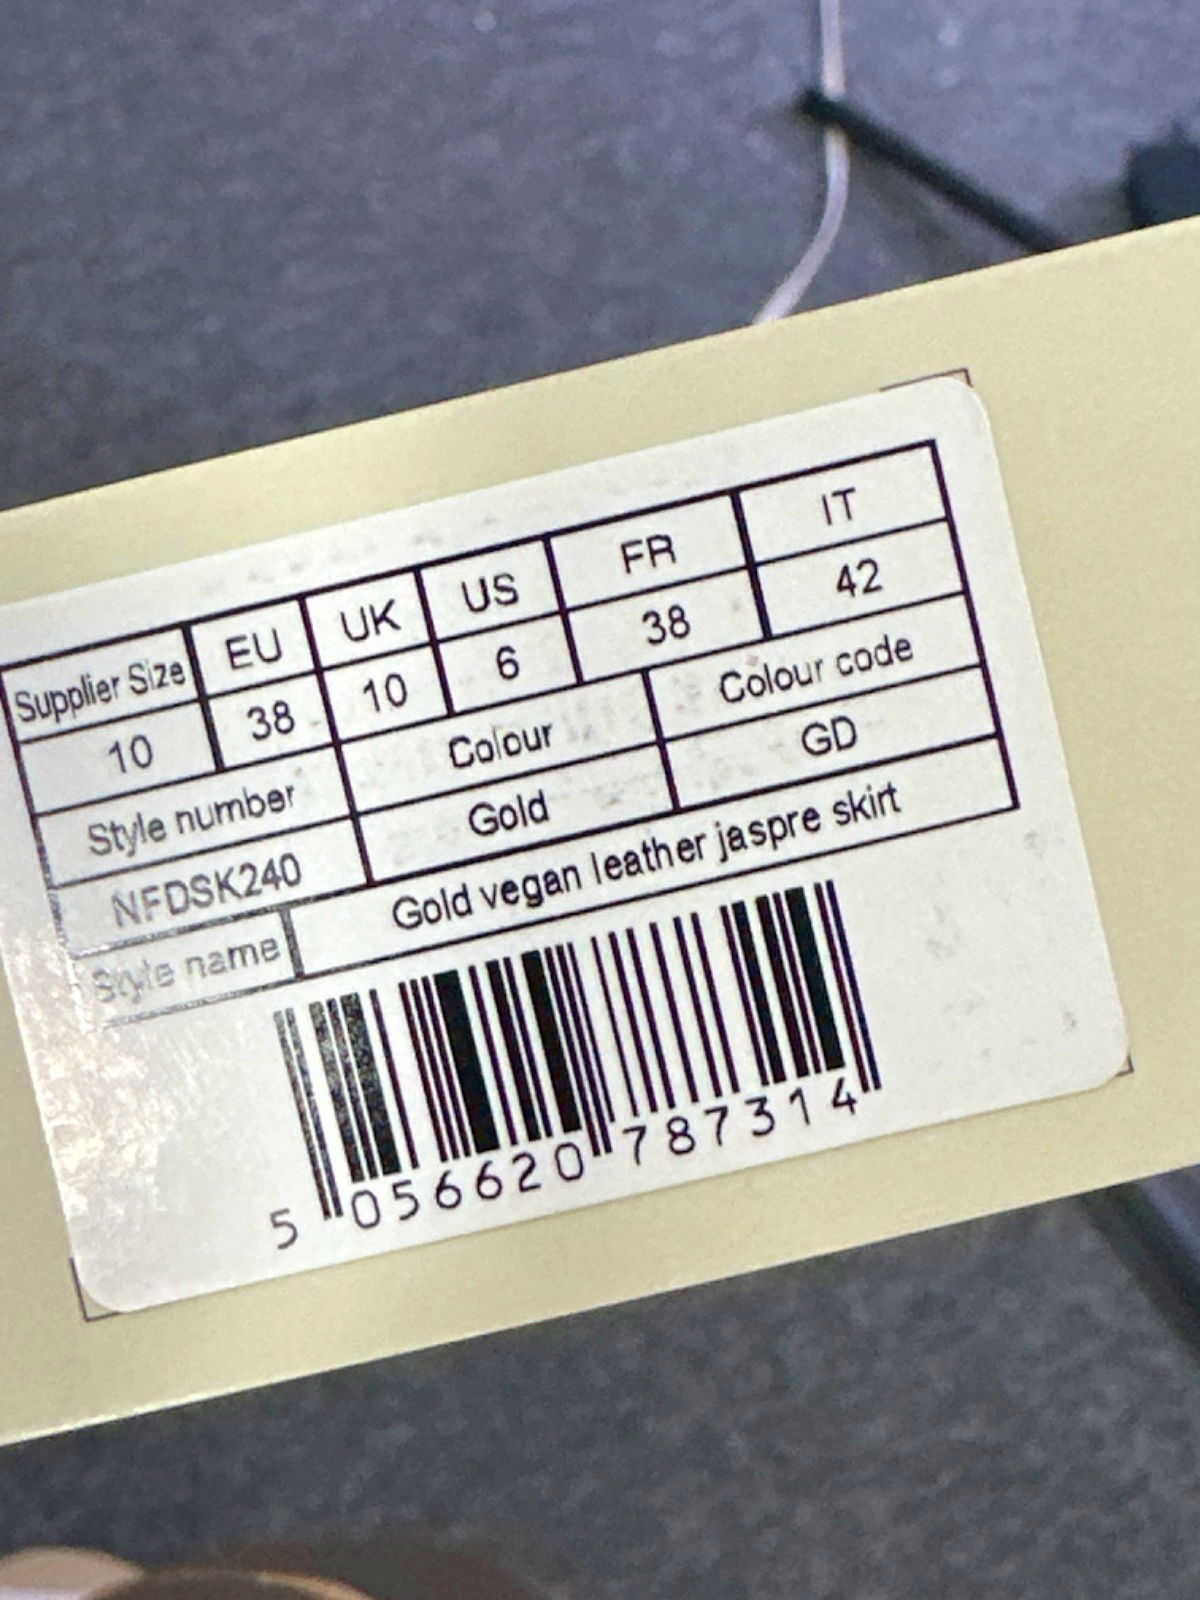 Supplier Size EU UK US FR IT
10 38 10 6 38 42
Style number Colour Colour code
NFDSK240 Gold GD
Style name Gold vegan leather jaspre skirt
5 056620 787314